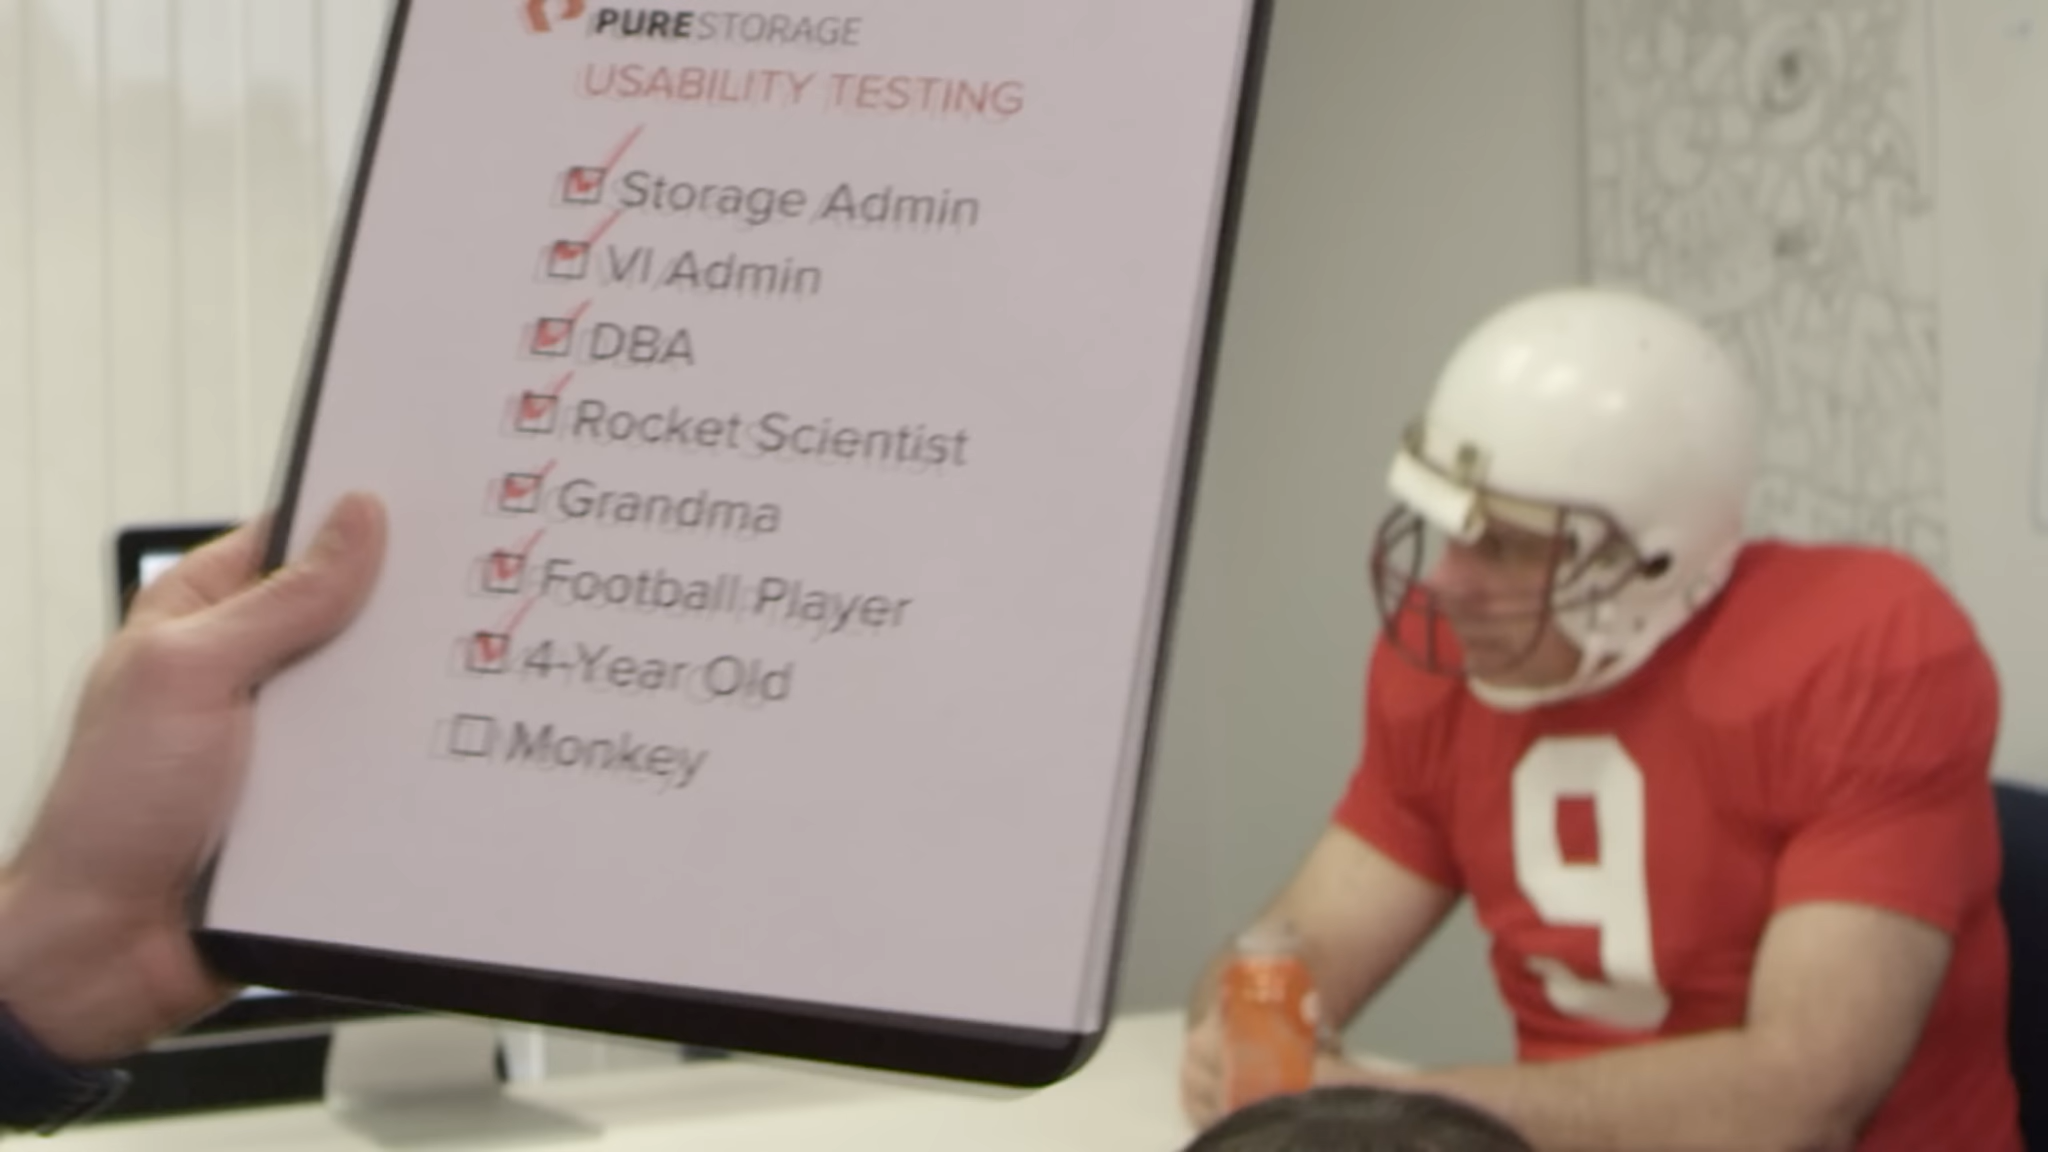 PURESTORAGE
USABILITY TESTING
Storage Admin
VI Admin
DBA
Rocket Scientist
Grandma
Football Player
4-Year Old
Monkey
9